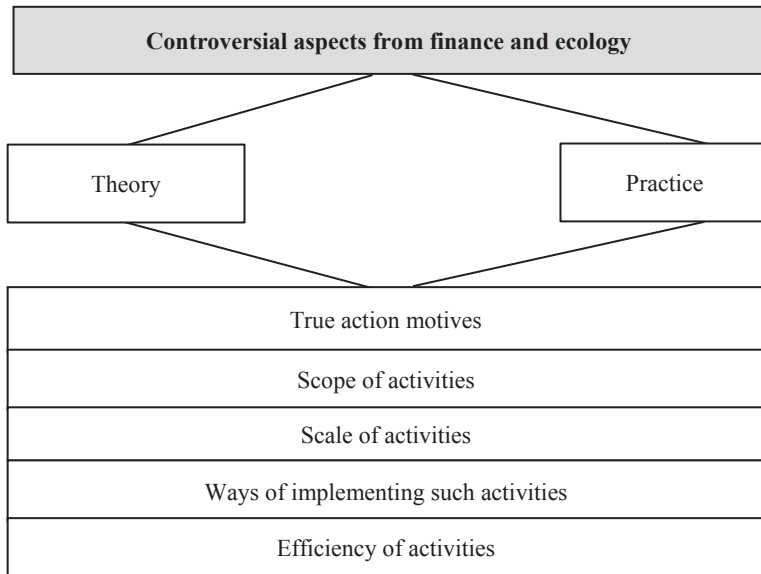 Controversial aspects from finance and ecology
Theory
Practice
True action motives
Scope of activities
Scale of activities
Ways of implementing such activities
Efficiency of activities